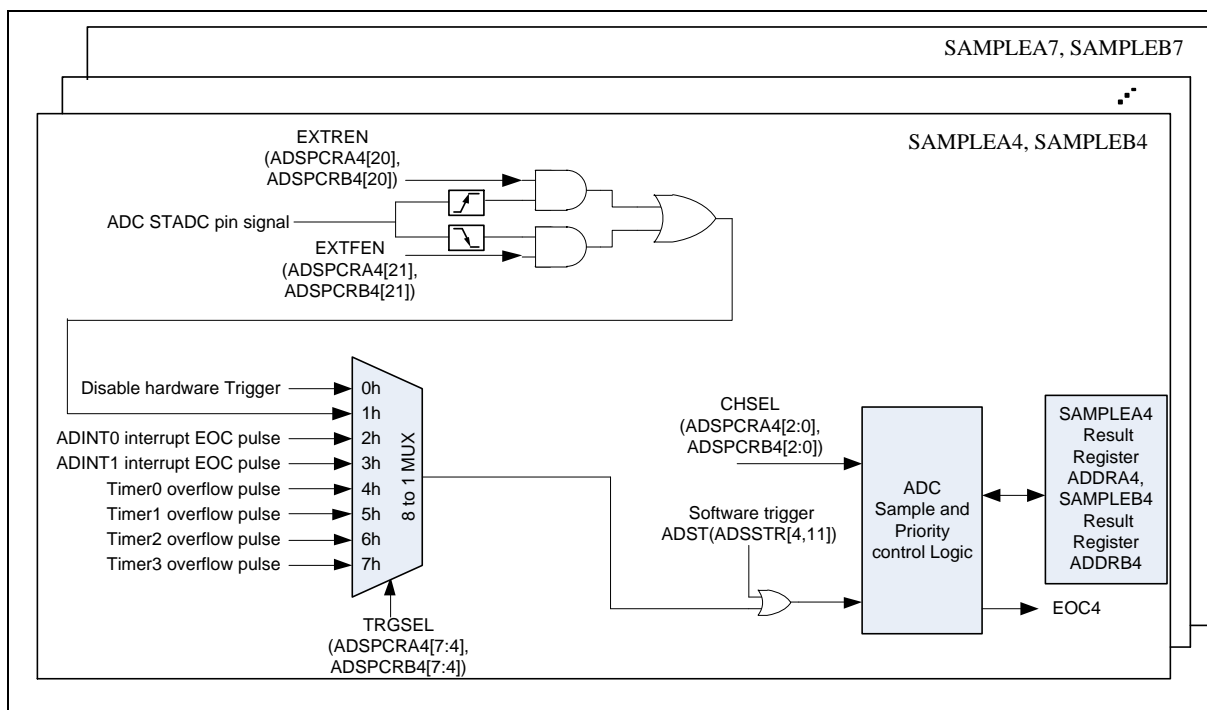 SAMPLEA7, SAMPLEB7
SAMPLEA4, SAMPLEB4
EXTREN
(ADSPCRA4[20],
ADSPCRB4[20])
ADC STADC pin signal
EXTFEN
(ADSPCRA4[21],
ADSPCRB4[21])
Disable hardware Trigger
ADINT0 interrupt EOC pulse
ADINT1 interrupt EOC pulse
Timer0 overflow pulse
Timer1 overflow pulse
Timer2 overflow pulse
Timer3 overflow pulse
0h
1h
2h
3h
4h
5h
6h
7h
8 to 1 MUX
TRGSEL
(ADSPCRA4[7:4],
ADSPCRB4[7:4])
CHSEL
(ADSPCRA4[2:0],
ADSPCRB4[2:0])
Software trigger
ADST(ADSSTR[4,11])
ADC
Sample and
Priority
control Logic
SAMPLEA4
Result
Register
ADDRA4,
SAMPLEB4
Result
Register
ADDRB4
EOC4